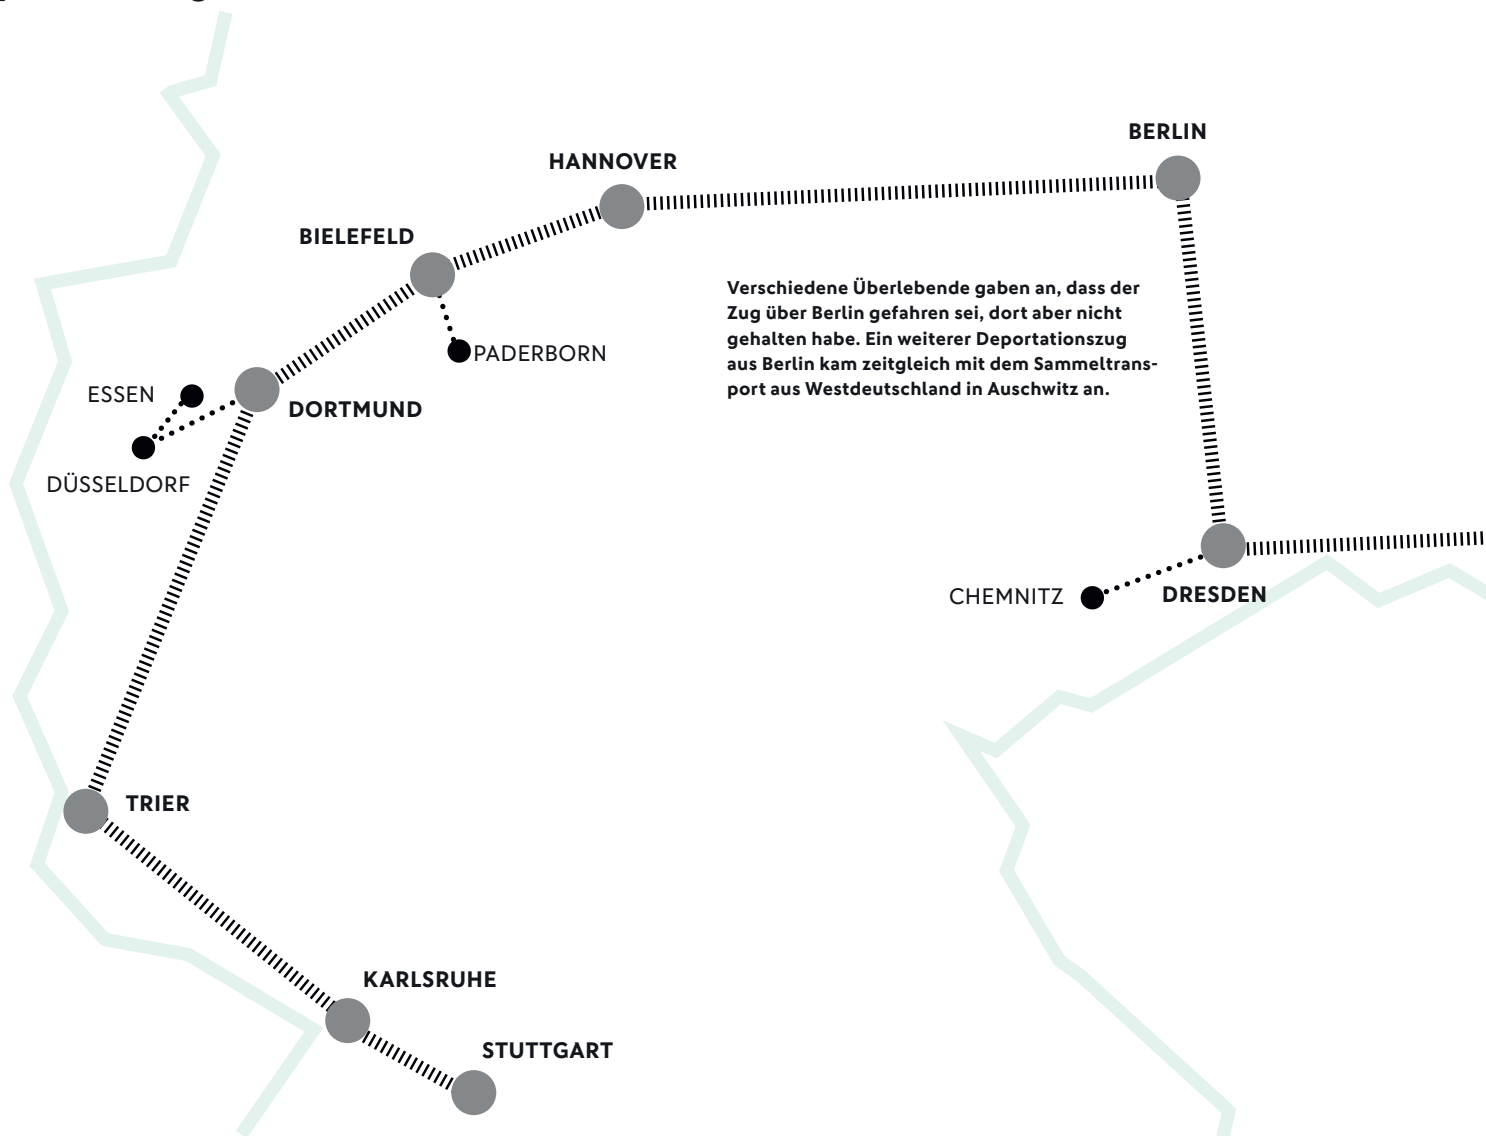 BERLIN
HANNOVER
BIELEFELD
Verschiedene Überlebende gaben an, dass der
Zug über Berlin gefahren sei, dort aber nicht
gehalten habe. Ein weiterer Deportationszug
aus Berlin kam zeitgleich mit dem Sammeltrans-
port aus Westdeutschland in Auschwitz an.
PADERBORN
ESSEN
DORTMUND
DÜSSELDORF
CHEMNITZ
DRESDEN
TRIER
KARLSRUHE
STUTTGART